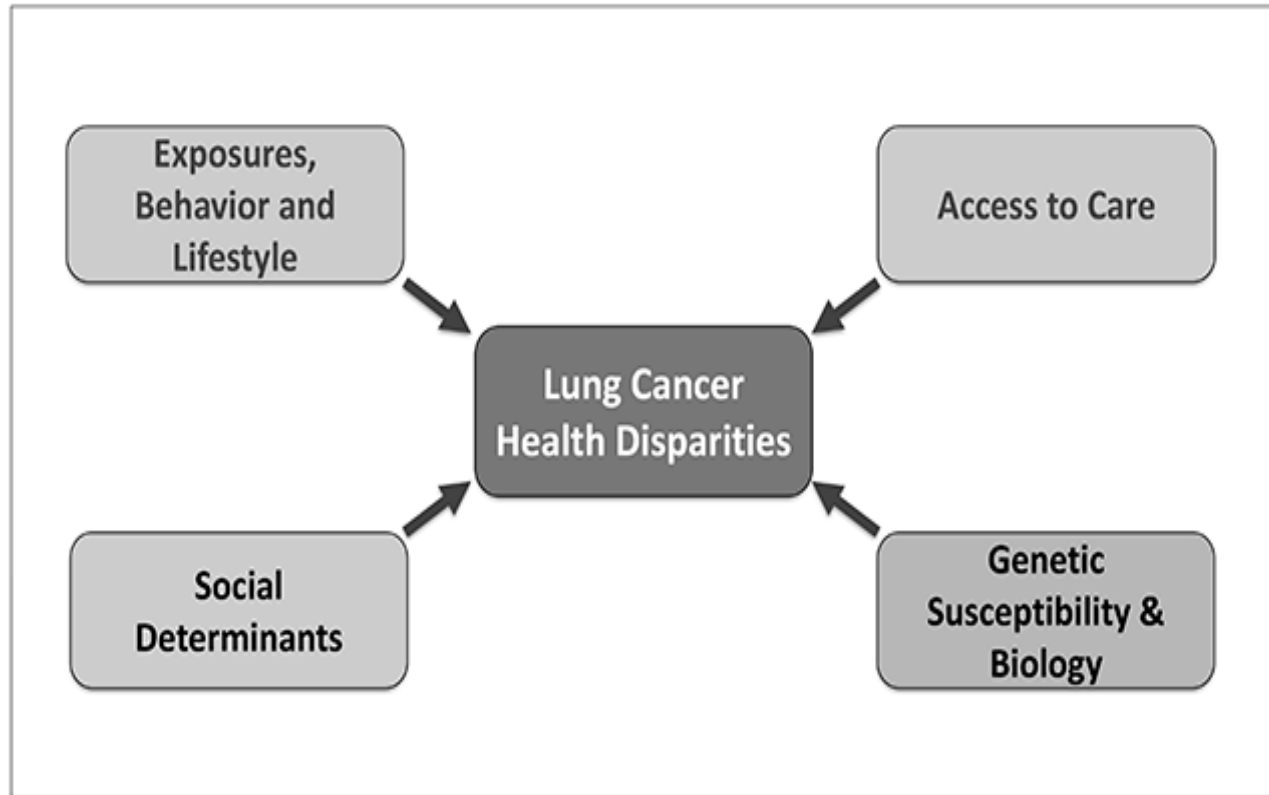 Exposures,
Behavior and
Lifestyle
Access to Care
Lung Cancer
Health Disparities
Social
Determinants
Genetic
Susceptibility &
Biology